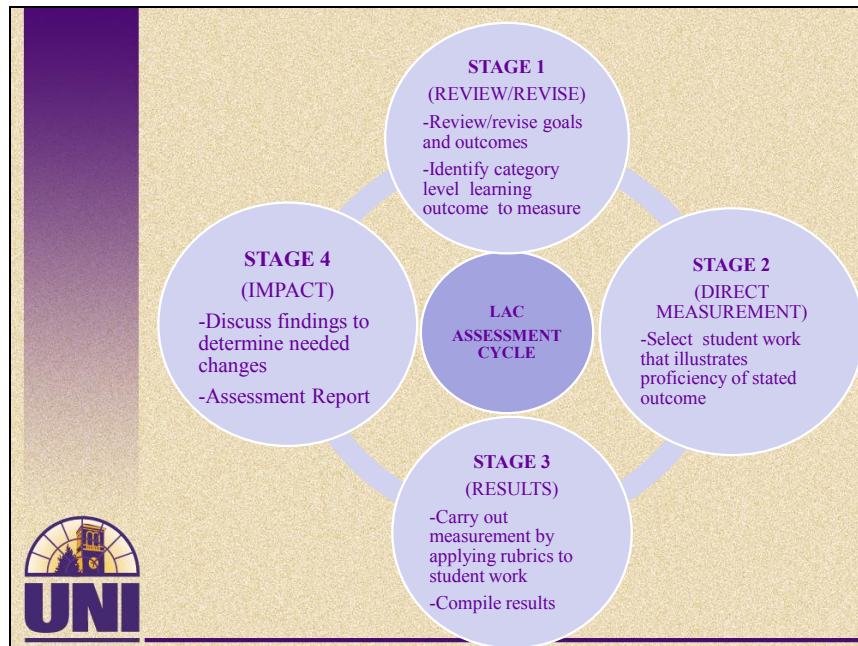 STAGE 1
(REVIEW/REVISE)
-Review/revise goals
and outcomes
-Identify category
level learning
outcome to measure
STAGE 2
(DIRECT
MEASUREMENT)
-Select student work
that illustrates
proficiency of stated
outcome
STAGE 3
(RESULTS)
-Carry out
measurement by
applying rubrics to
student work
-Compile results
STAGE 4
(IMPACT)
-Discuss findings to
determine needed
changes
-Assessment Report
LAC
ASSESSMENT
CYCLE
UNI